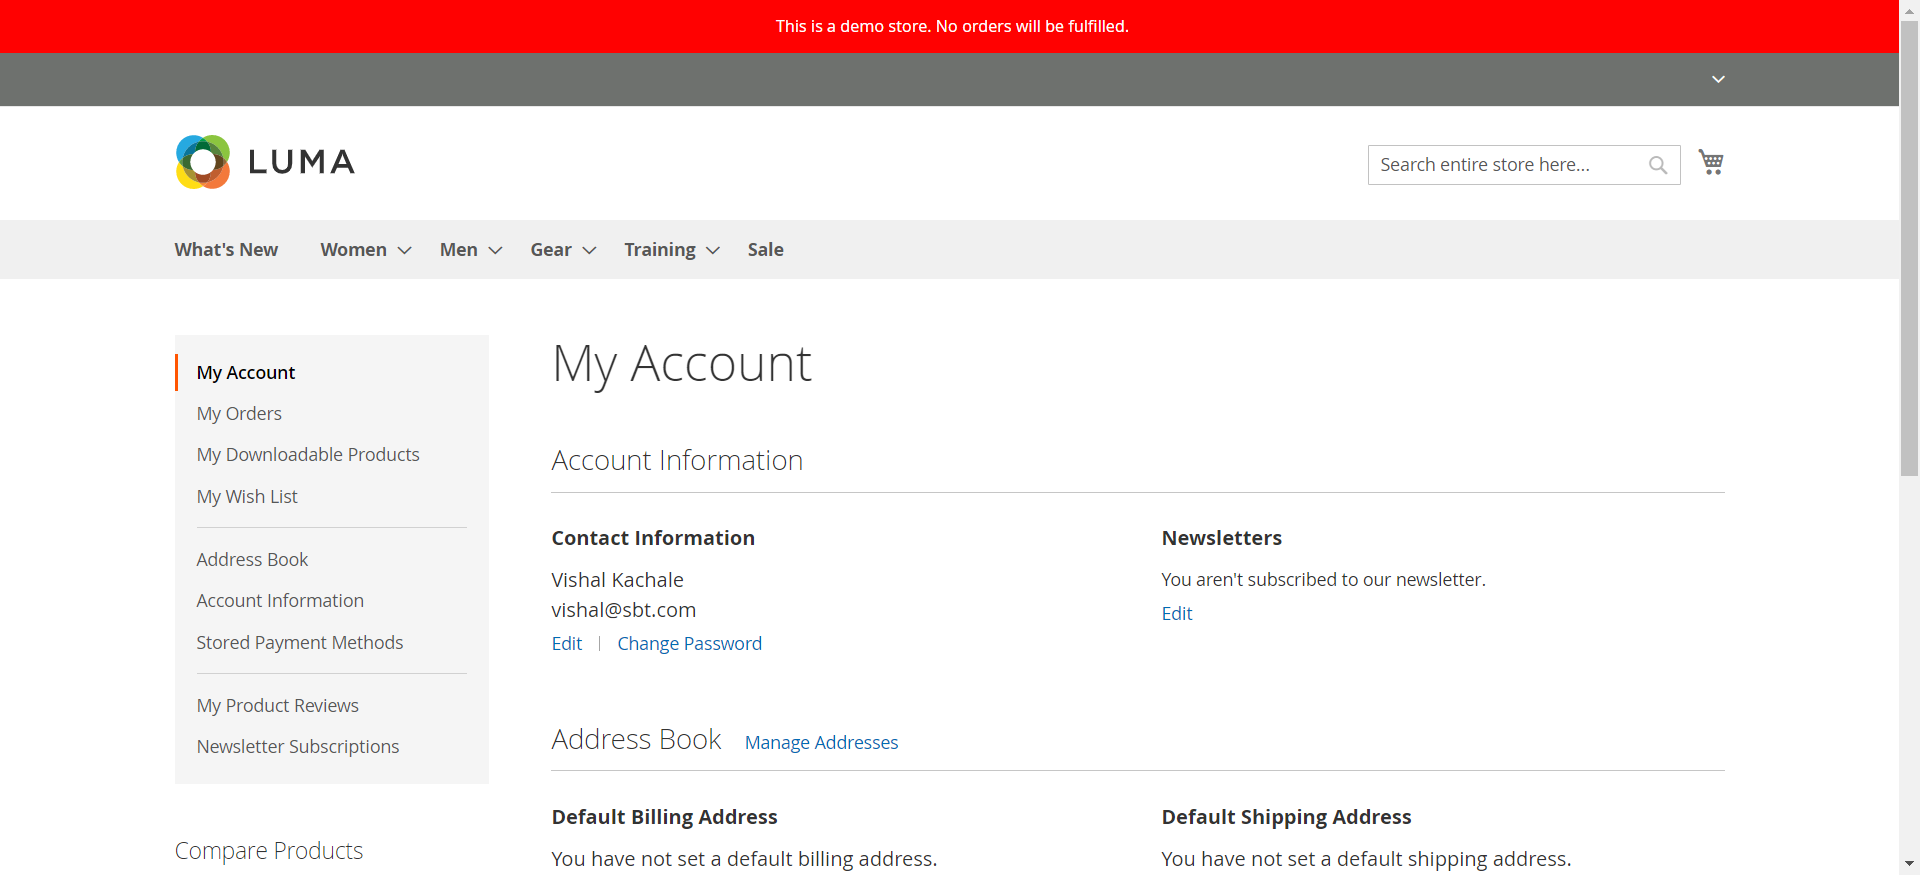 This is a demo store. No orders will be fulfilled.
LUMA
Search entire store here...
What's New Women Men Gear Training Sale
My Account
My Orders
My Downloadable Products
My Wish List
Address Book
Account Information
Stored Payment Methods
My Product Reviews
Newsletter Subscriptions
Compare Products
My Account
Account Information
Contact Information
Vishal Kachale
vishal@sbt.com
Edit | Change Password
Newsletters
You aren't subscribed to our newsletter.
Edit
Address Book Manage Addresses
Default Billing Address
You have not set a default billing address.
Default Shipping Address
You have not set a default shipping address.